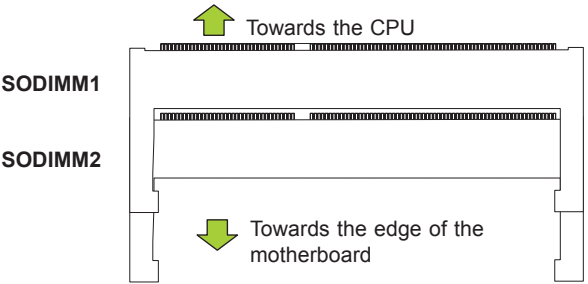 Towards the CPU
SODIMM1
SODIMM2
Towards the edge of the
motherboard